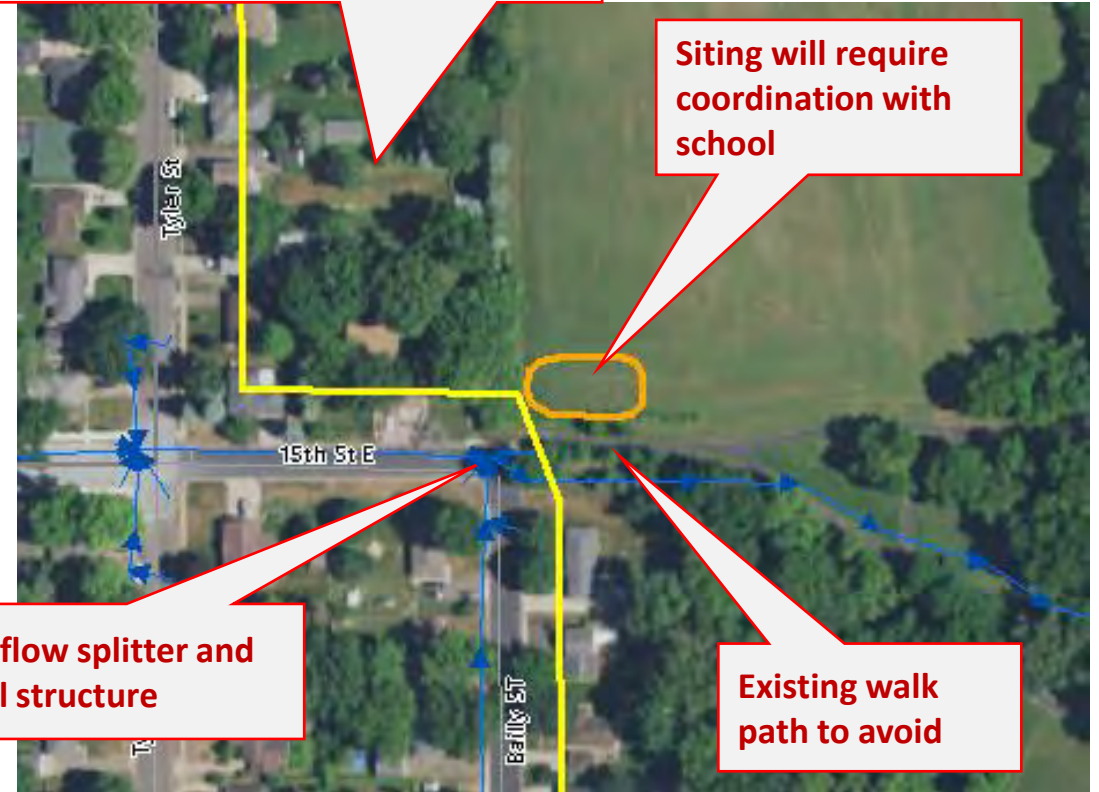 Siting will require
coordination with
school
Tyler St
15th St E
flow splitter and
structure
Bailly ST
Existing walk
path to avoid